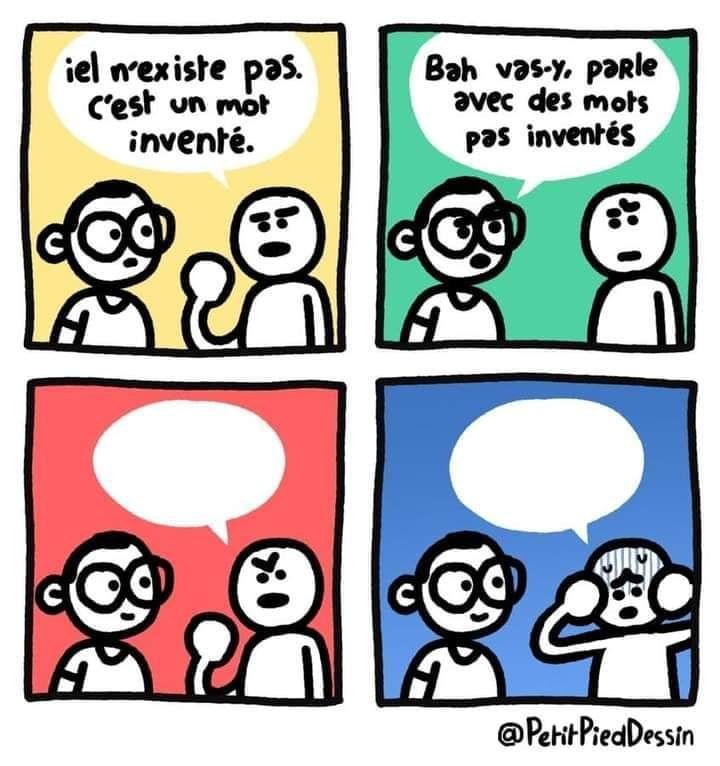 iel n'existe pas.
c'est un mot
inventé.
Bah vas-y, parle
avec des mots
pas inventés
@PetitPiedDessin